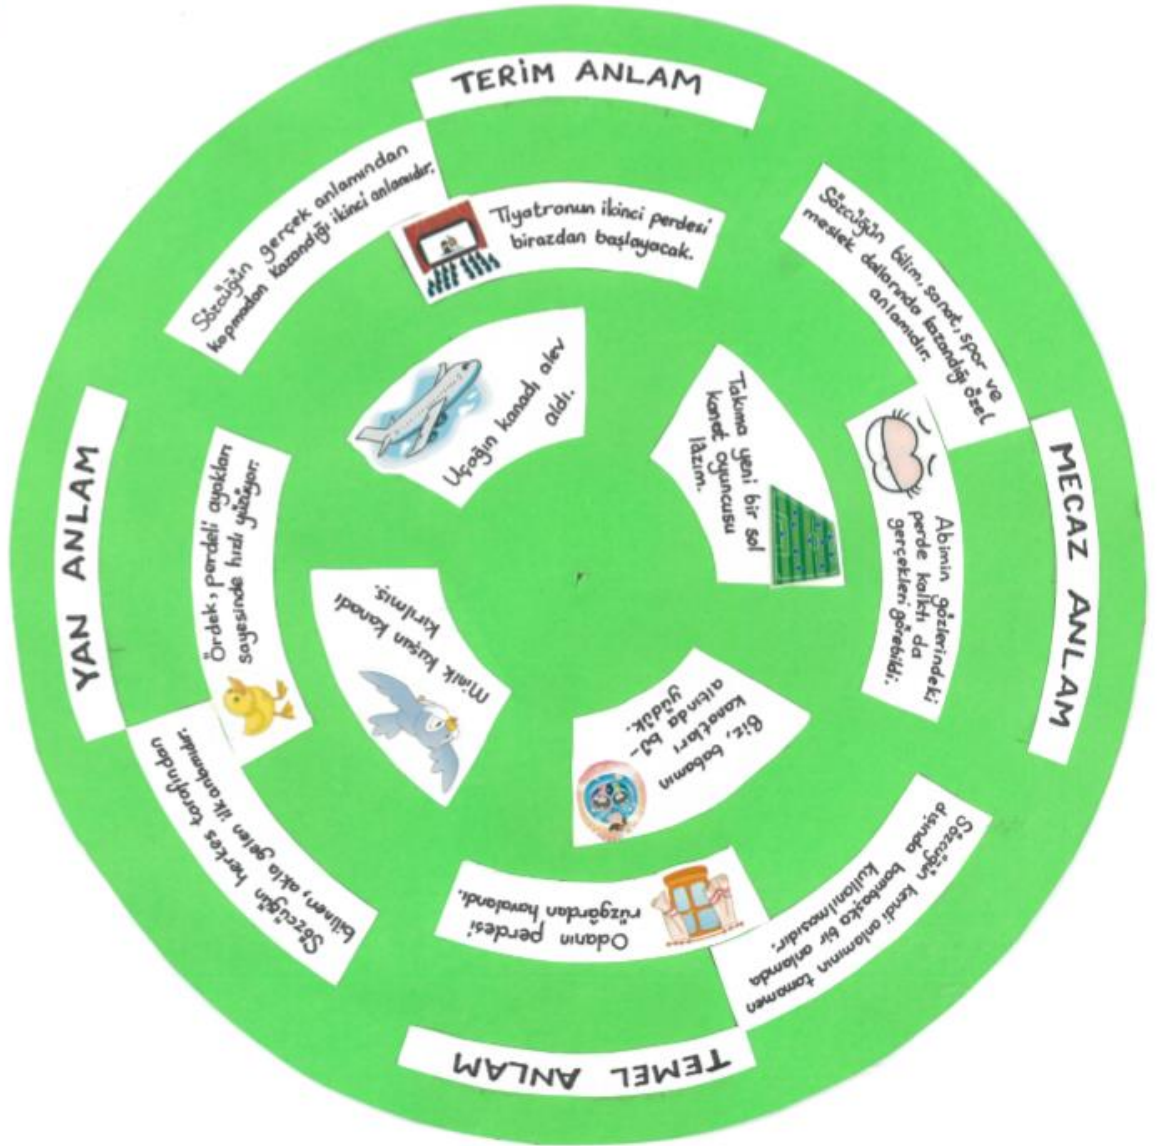 TERİM ANLAM
Sözcüğün gerçek anlamından
kopmadan kazandığı ikinci anlamıdır.
Tiyatronun ikinci perdesi
birazdan başlayacak.
Sözcüğün bilim, sanat, spor ve
meslek dallarında kazandığı özel
anlamıdır.
Uçağın kanadı alev
aldı.
Takıma yeni bir sol
kanat oyuncusu
lâzım.
MECAZ ANLAM
Abimin gözlerindeki
perde kalktı da
gerçekleri görebildi.
YAN ANLAM
Ördek, perdeli ayakları
sayesinde hızlı yüzüyor.
Minik kuşun kanadı
kırılmış.
Biz, babamın
kanatları
altında bü-
yüdük.
Sözcüğün herkes tarafından
bilinen, akla gelen ilk anlamıdır.
Odanın perdesi
rüzgârdan havalandı.
Sözcüğün kendi anlamının tamamen
dışında bambaşka bir anlamda
kullanılmasıdır.
TEMEL ANLAM